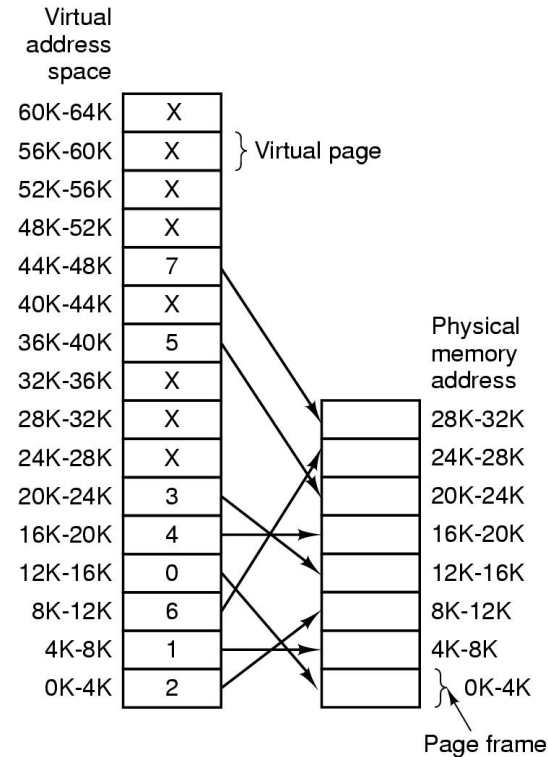 Virtual
address
space
60K-64K X
56K-60K X Virtual page
52K-56K X
48K-52K X
44K-48K 7
40K-44K X
36K-40K 5
32K-36K X
28K-32K X
24K-28K X
20K-24K 3
16K-20K 4
12K-16K 0
8K-12K 6
4K-8K 1
0K-4K 2
Physical
memory
address
28K-32K
24K-28K
20K-24K
16K-20K
12K-16K
8K-12K
4K-8K
0K-4K
Page frame